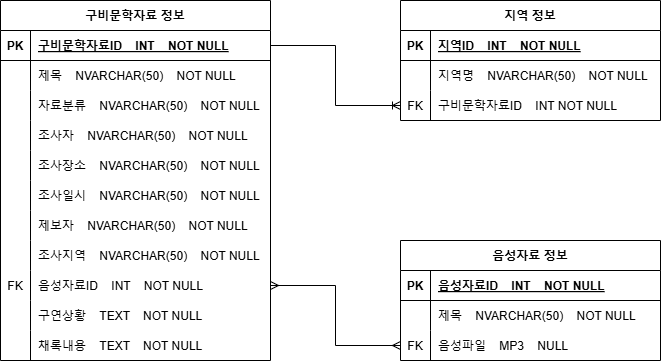 구비문학자료 정보
PK 구비문학자료ID INT NOT NULL
제목 NVARCHAR(50) NOT NULL
자료분류 NVARCHAR(50) NOT NULL
조사자 NVARCHAR(50) NOT NULL
조사장소 NVARCHAR(50) NOT NULL
조사일시 NVARCHAR(50) NOT NULL
제보자 NVARCHAR(50) NOT NULL
조사지역 NVARCHAR(50) NOT NULL
FK 음성자료ID INT NOT NULL
구연상황 TEXT NOT NULL
채록내용 TEXT NOT NULL
지역 정보
PK 지역ID INT NOT NULL
지역명 NVARCHAR(50) NOT NULL
FK 구비문학자료ID INT NOT NULL
음성자료 정보
PK 음성자료ID INT NOT NULL
제목 NVARCHAR(50) NOT NULL
FK 음성파일 MP3 NULL